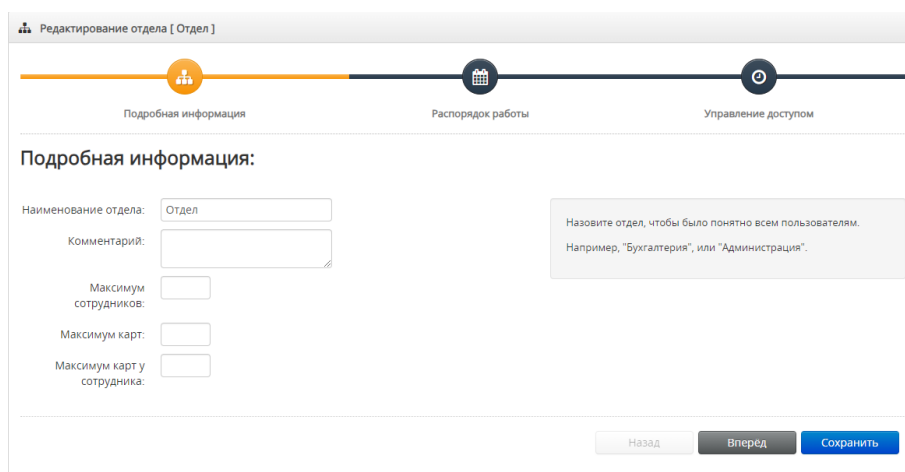 Редактирование отдела [ Отдел ]
Подробная информация
Распорядок работы
Управление доступом
Подробная информация:
Наименование отдела:
Отдел
Назовите отдел, чтобы было понятно всем пользователям.
Комментарий:
Например, "Бухгалтерия", или "Администрация".
Максимум
сотрудников:
Максимум карт:
Максимум карт у
сотрудника:
Назад
Вперёд
Сохранить